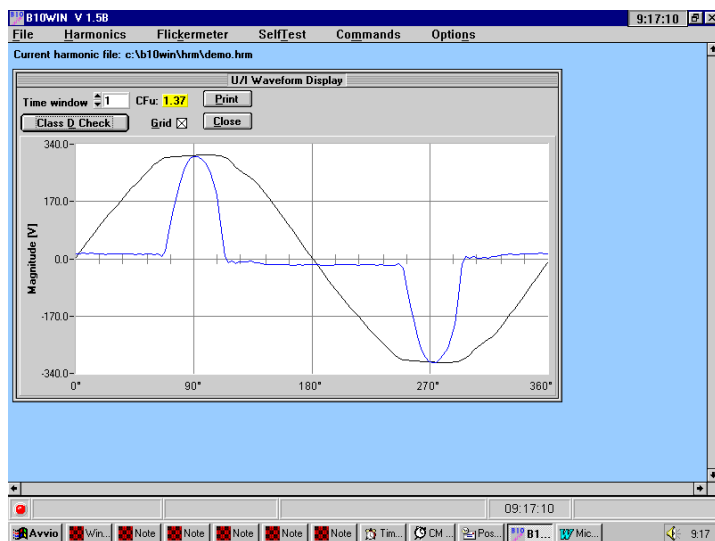 B10WIN V 1.5B 9:17:10
File Harmonics Flickermeter SelfTest Commands Options
Current harmonic file: c:\b10win\hrm\demo.hrm
U/I Waveform Display
Time window 1 CFu: 1.37 Print
Class D Check Grid Close
340.0
170.0
0.0
-170.0
-340.0
Magnitude [V]
0° 90° 180° 270° 360°
09:17:10
Avvio Win... Note Note Note Note Note Tim... CM ... Pos... B1... Mic... 9:17